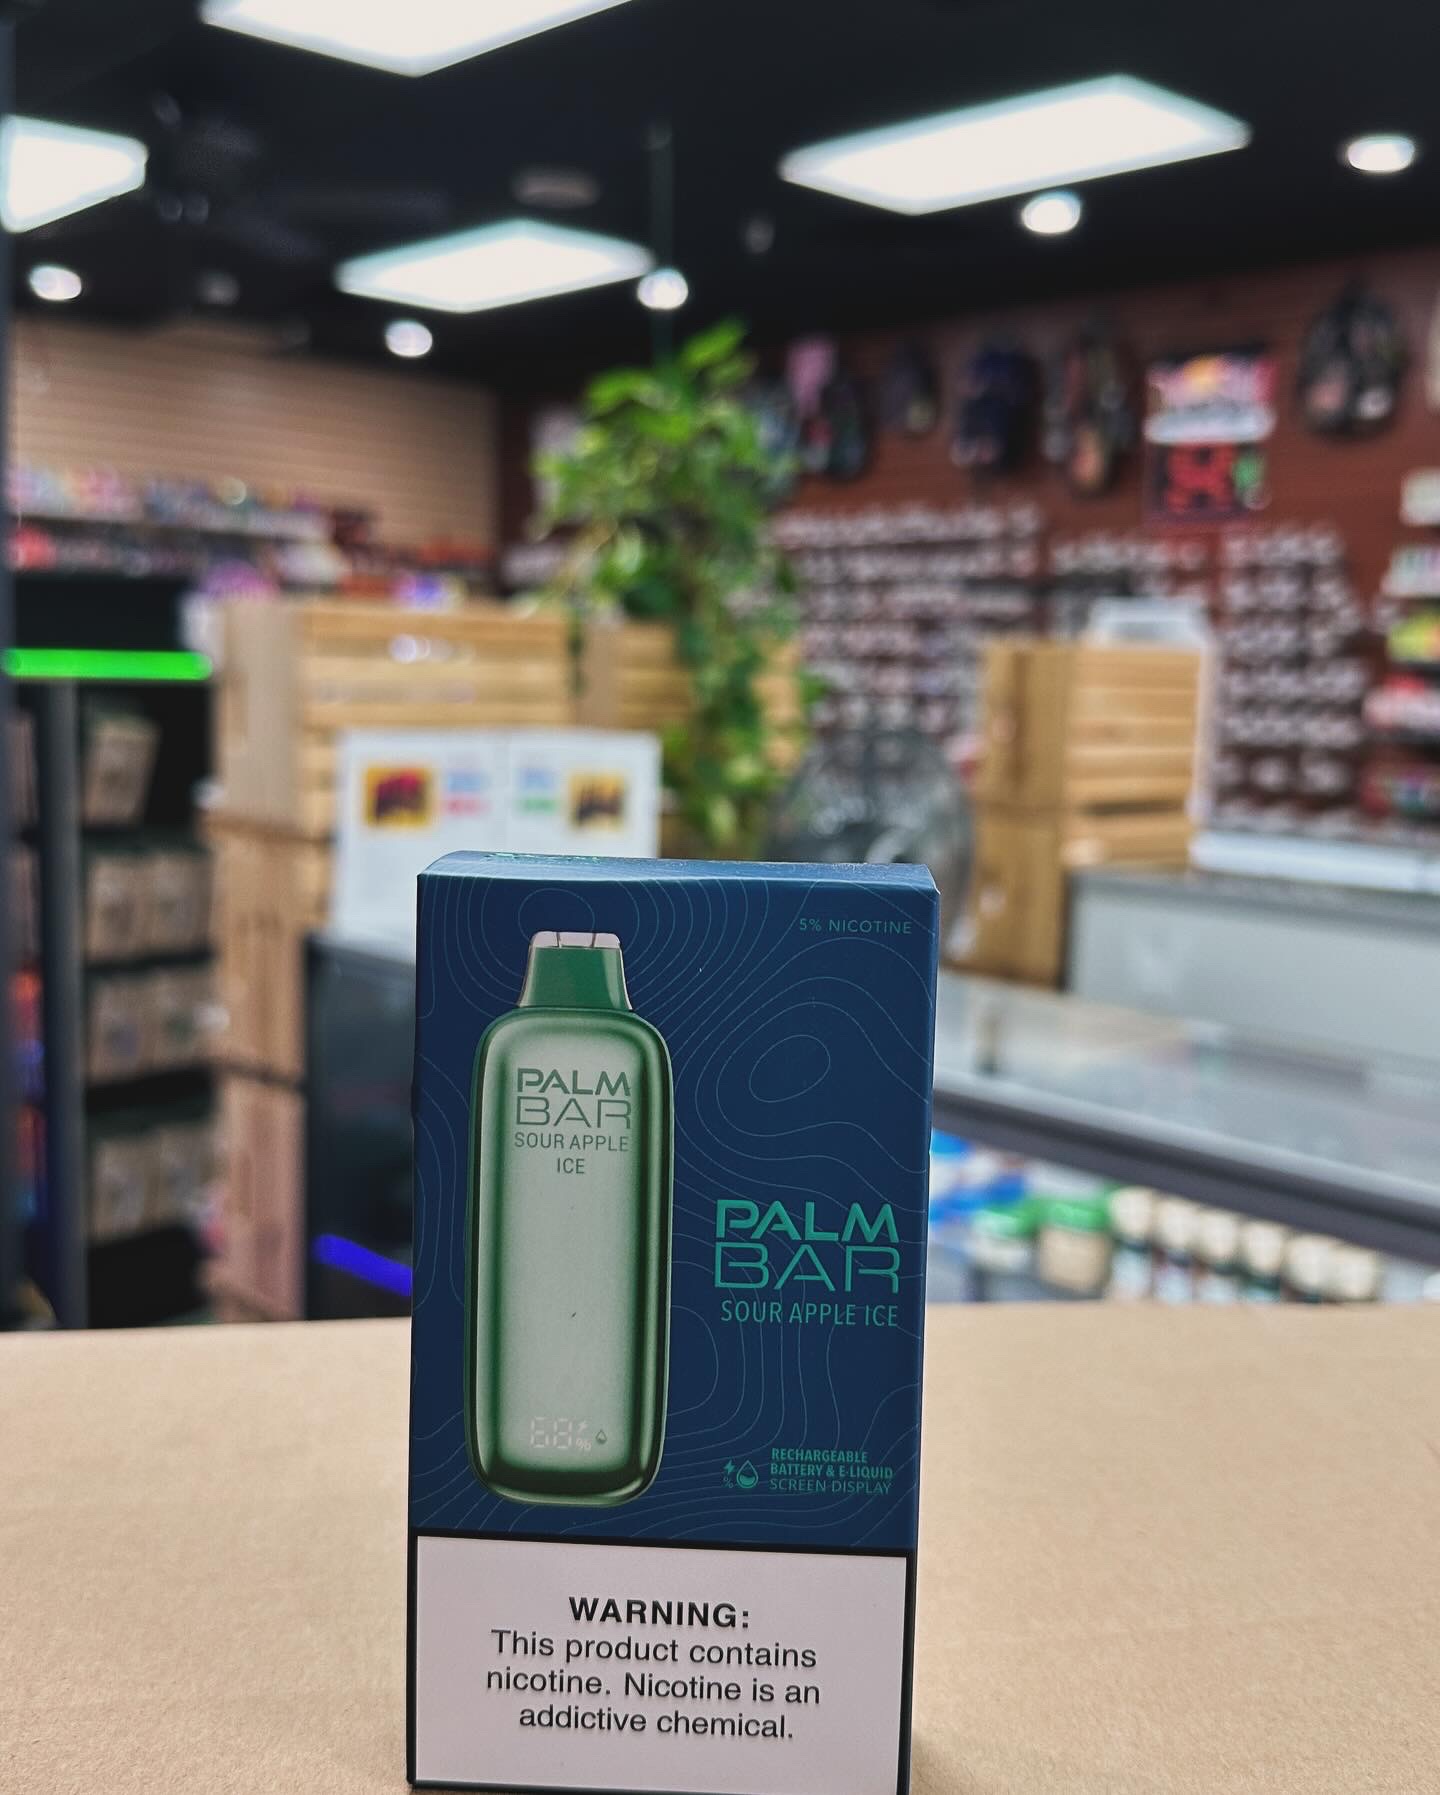 5% NICOTINE
PALM
BAR
SOUR APPLE
ICE
PALM
BAR
SOUR APPLE ICE
68%
RECHARGEABLE
BATTERY & E-LIQUID
SCREEN DISPLAY
%
WARNING:
This product contains
nicotine. Nicotine is an
addictive chemical.